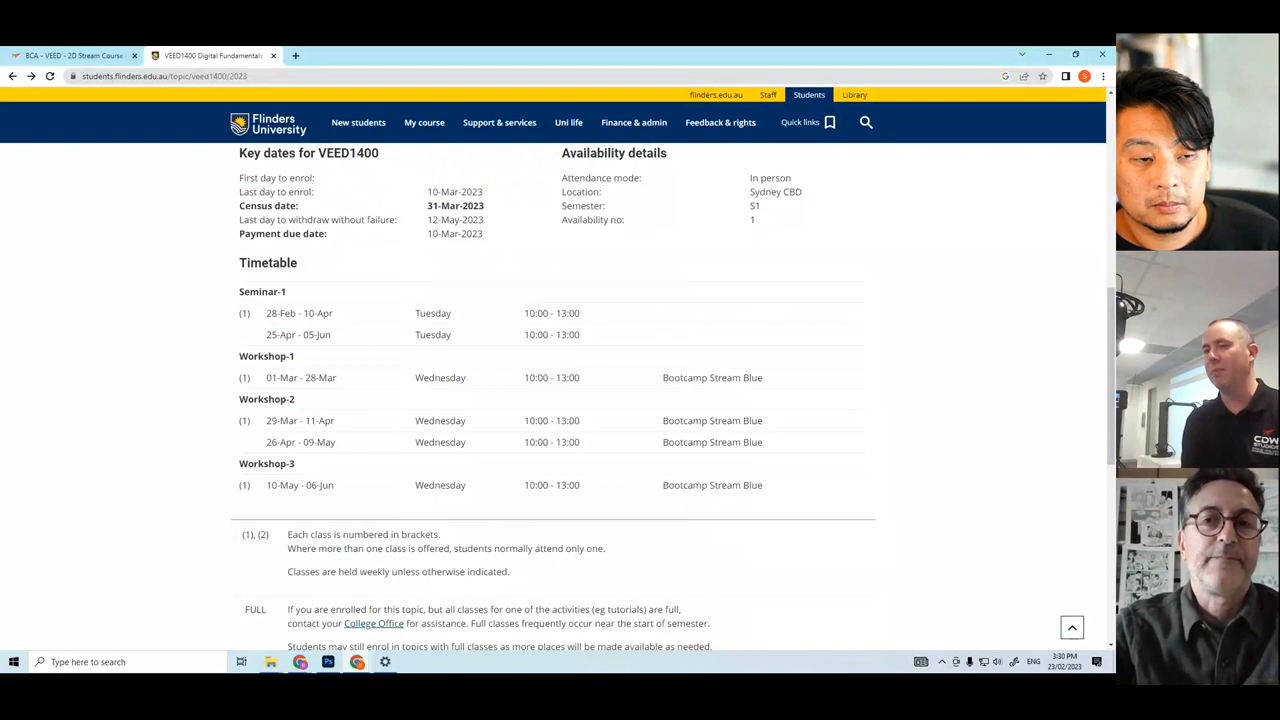 BCA - VEED - 2D Stream Course
VEED1400 Digital Fundamentals
students.flinders.edu.au/topic/veed1400/2023
flinders.edu.au Staff Students Library
Flinders University
New students My course Support & services Uni life Finance & admin Feedback & rights Quick links
Key dates for VEED1400
First day to enrol:
Last day to enrol: 10-Mar-2023
Census date: 31-Mar-2023
Last day to withdraw without failure: 12-May-2023
Payment due date: 10-Mar-2023
Availability details
Attendance mode: In person
Location: Sydney CBD
Semester: S1
Availability no: 1
Timetable
Seminar-1
(1) 28-Feb - 10-Apr Tuesday 10:00 - 13:00
25-Apr - 05-Jun Tuesday 10:00 - 13:00
Workshop-1
(1) 01-Mar - 28-Mar Wednesday 10:00 - 13:00 Bootcamp Stream Blue
Workshop-2
(1) 29-Mar - 11-Apr Wednesday 10:00 - 13:00 Bootcamp Stream Blue
26-Apr - 09-May Wednesday 10:00 - 13:00 Bootcamp Stream Blue
Workshop-3
(1) 10-May - 06-Jun Wednesday 10:00 - 13:00 Bootcamp Stream Blue
(1), (2) Each class is numbered in brackets.
Where more than one class is offered, students normally attend only one.
Classes are held weekly unless otherwise indicated.
FULL If you are enrolled for this topic, but all classes for one of the activities (eg tutorials) are full,
contact your College Office for assistance. Full classes frequently occur near the start of semester.
Students may still enrol in topics with full classes as more places will be made available as needed.
Type here to search
ENG
3:30 PM
23/02/2023
S
Ps
CDW
STUDIOS